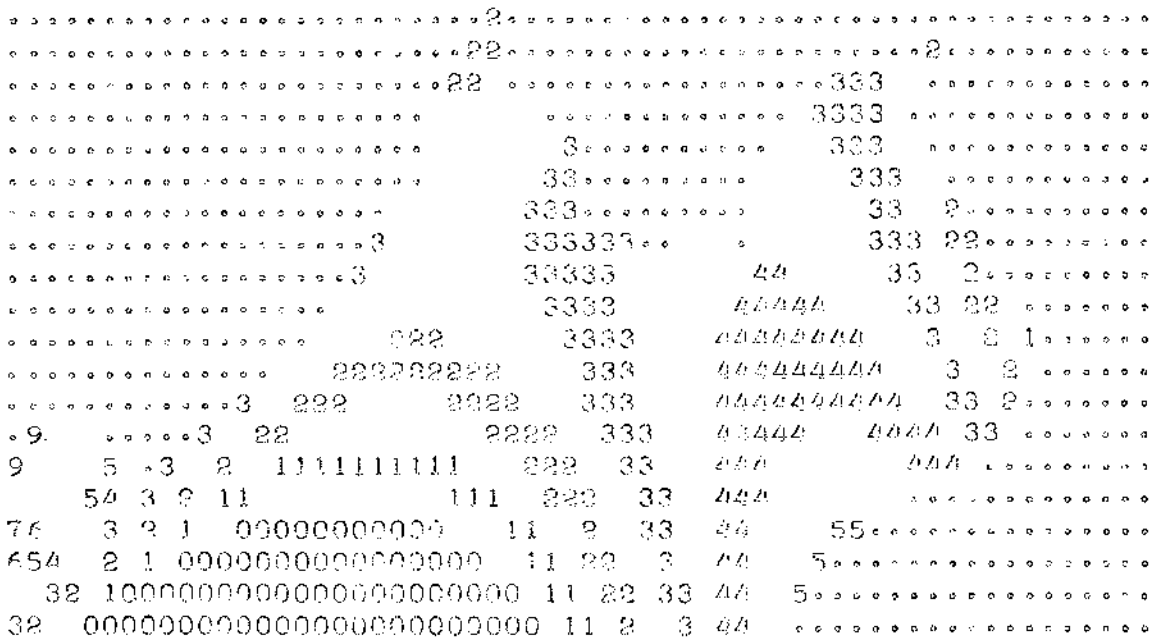 .........................2..................................
........................22......................2............
.......................22 .................333   ............
......................       ............. 3333 .............
......................        3..........   333  ............
......................       33.........     333  ...........
....................        333.........      33  2..........
...................3        333333..   .      333 22.........
..................3         33333       44     33  2.........
.................            3333      44444    33 22 .......
................    222       3333    44444444   3  2 1......
..............   222222222    333    444444444   3  2 ......
............3  222     2222   333    4444444444  33 2.......
.9.  .....3  22          2222  333   43444   4444 33 .......
9    5 .3  2  1111111111   222  33   444       444 .........
    54 3 2 11          111  222  33  444       .............
76   3 2 1  00000000000   11  2  33  44     55...............
654  2 1 0000000000000000  11 22  3  44    5.................
  32 1000000000000000000000 11 22 33 44   5..................
32  000000000000000000000000 11 2  3 44   ...................